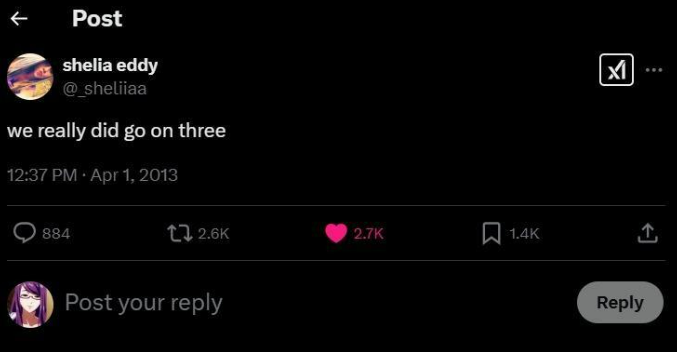 Post
shelia eddy
@_sheliiaa
we really did go on three
12:37 PM · Apr 1, 2013
884 2.6K 2.7K 1.4K
Post your reply Reply